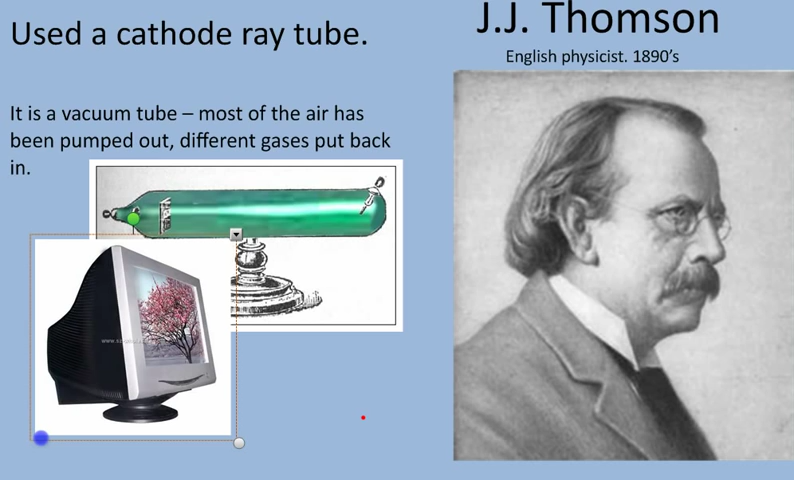 Used a cathode ray tube.
J.J. Thomson
English physicist. 1890's
It is a vacuum tube – most of the air has
been pumped out, different gases put back
in.